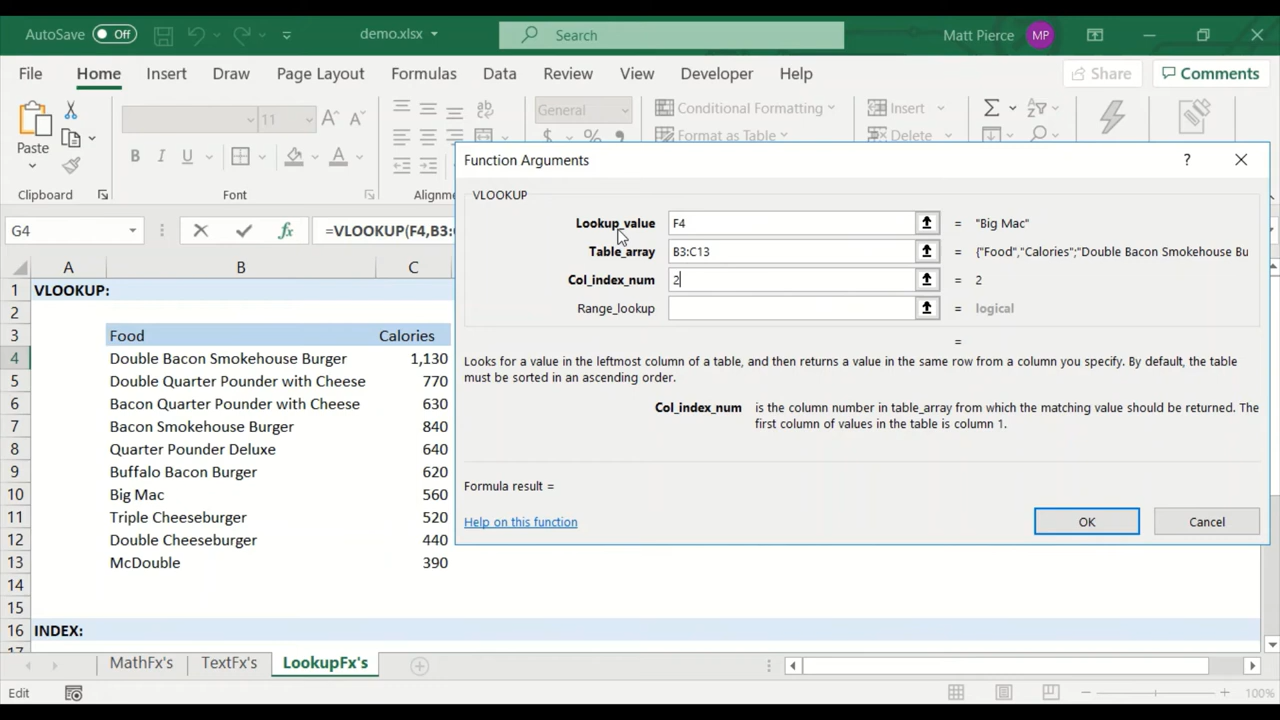 AutoSave Off demo.xlsx Search Matt Pierce MP
File Home Insert Draw Page Layout Formulas Data Review View Developer Help Share Comments
Paste 11 General Conditional Formatting Insert
B I U A $ % Format as Table Delete
Clipboard Font Alignm
G4 fx =VLOOKUP(F4,B3:
Function Arguments ?
VLOOKUP
Lookup_value F4 = "Big Mac"
Table_array B3:C13 = {"Food","Calories";"Double Bacon Smokehouse Bu
Col_index_num 2 = 2
Range_lookup = logical
=
Looks for a value in the leftmost column of a table, and then returns a value in the same row from a column you specify. By default, the table
must be sorted in an ascending order.
Col_index_num is the column number in table_array from which the matching value should be returned. The
first column of values in the table is column 1.
Formula result =
Help on this function OK Cancel
A B C
1 VLOOKUP:
2
3 Food Calories
4 Double Bacon Smokehouse Burger 1,130
5 Double Quarter Pounder with Cheese 770
6 Bacon Quarter Pounder with Cheese 630
7 Bacon Smokehouse Burger 840
8 Quarter Pounder Deluxe 640
9 Buffalo Bacon Burger 620
10 Big Mac 560
11 Triple Cheeseburger 520
12 Double Cheeseburger 440
13 McDouble 390
14
15
16 INDEX:
17
MathFx's TextFx's LookupFx's
Edit 100%